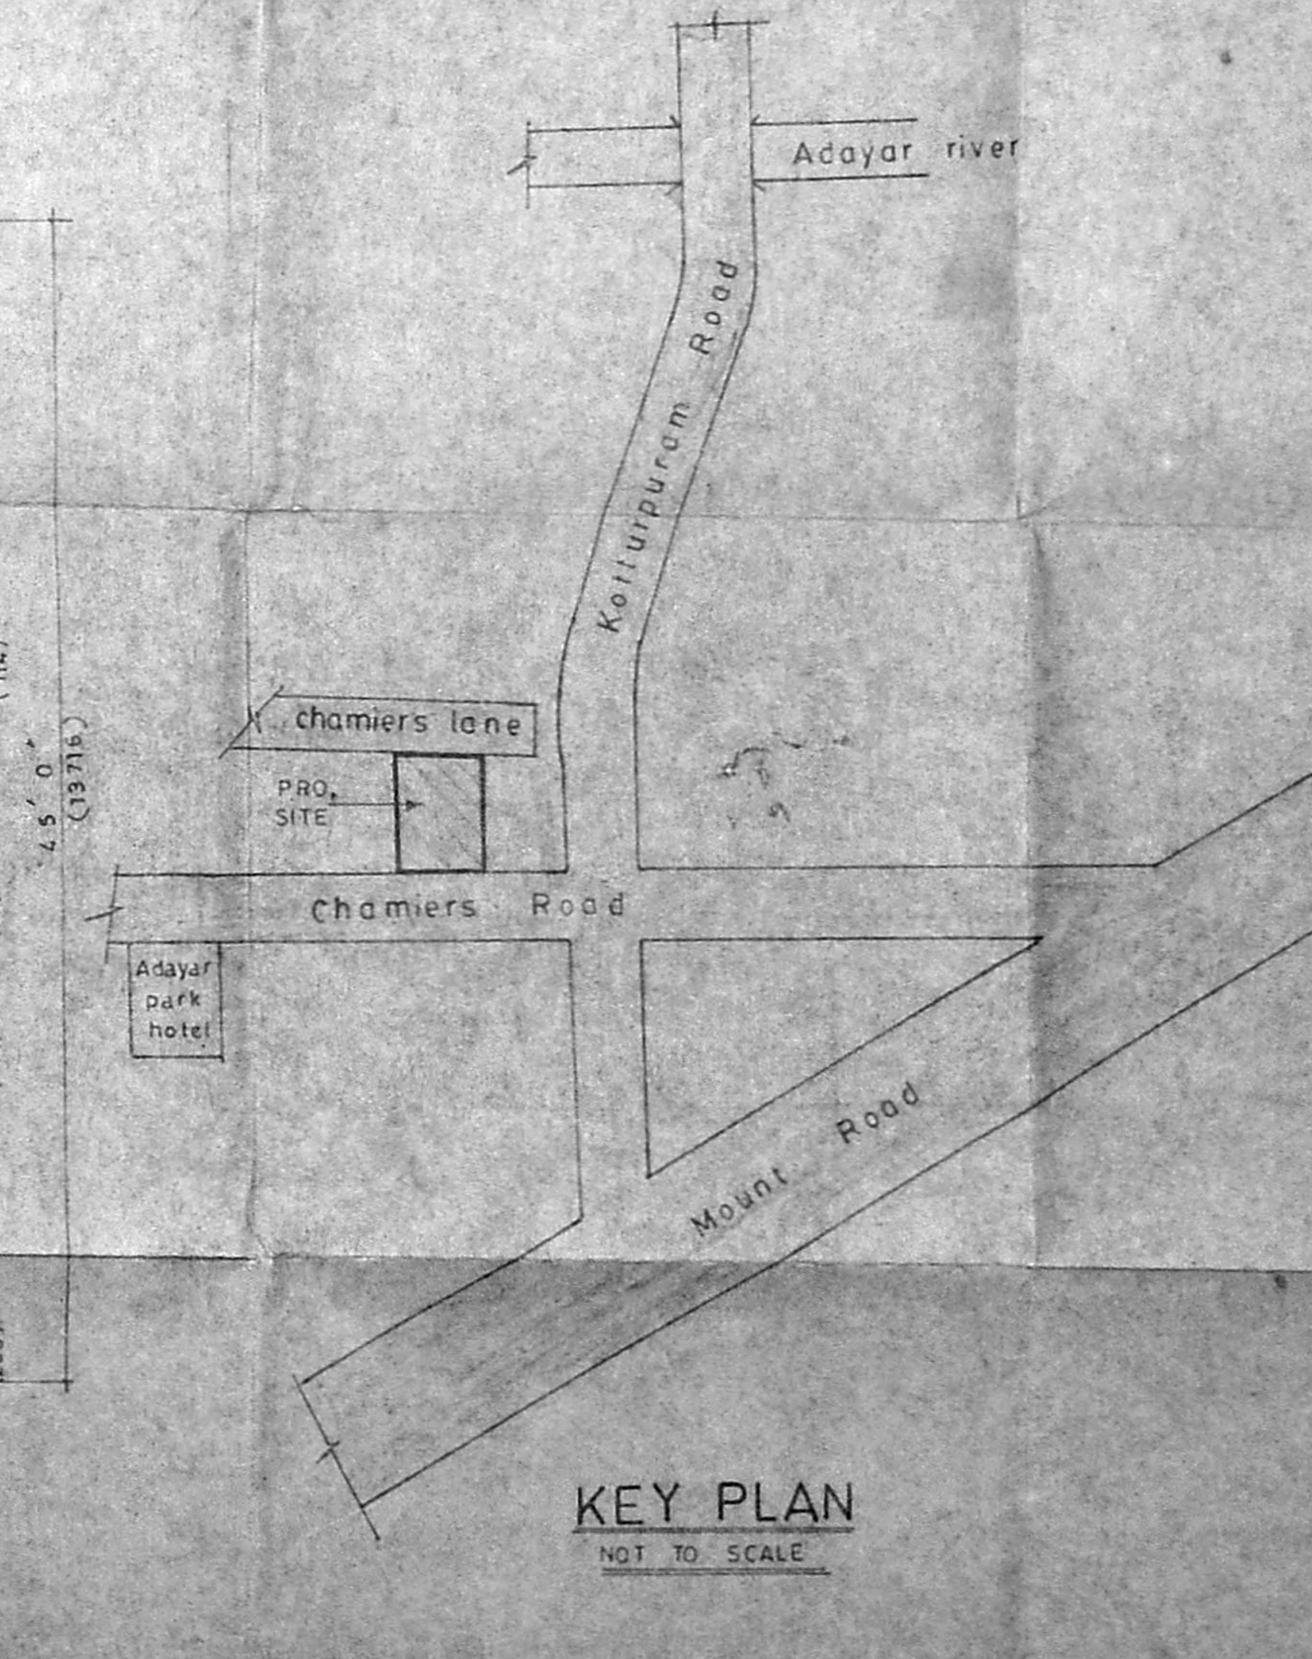 Adayar river
Kotturpuram Road
chamiers lane
PRO.
SITE
45' 0"
(13716)
Chamiers Road
Adayar
park
hotel
Mount Road
KEY PLAN
NOT TO SCALE